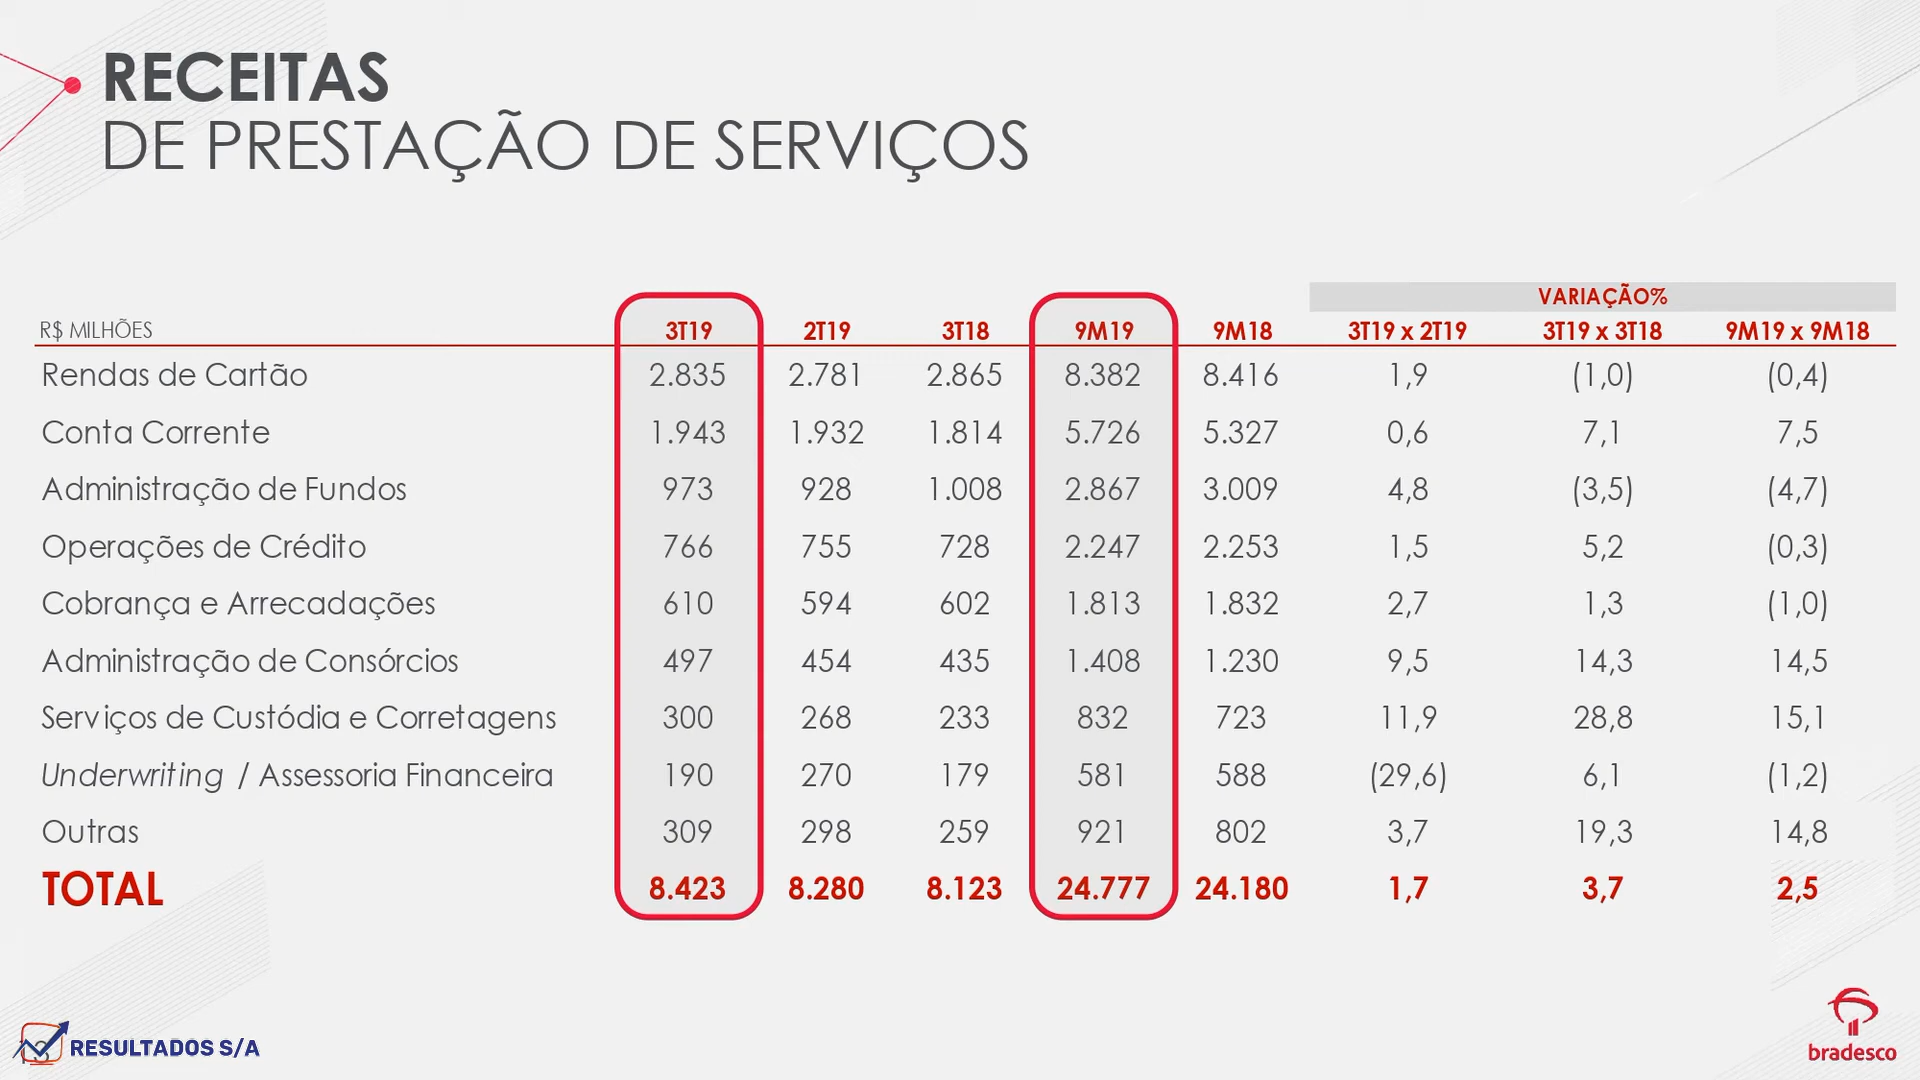 RECEITAS
DE PRESTAÇÃO DE SERVIÇOS
VARIAÇÃO%
R$ MILHÕES 3T19 2T19 3T18 9M19 9M18 3T19 x 2T19 3T19 x 3T18 9M19 x 9M18
Rendas de Cartão 2.835 2.781 2.865 8.382 8.416 1,9 (1,0) (0,4)
Conta Corrente 1.943 1.932 1.814 5.726 5.327 0,6 7,1 7,5
Administração de Fundos 973 928 1.008 2.867 3.009 4,8 (3,5) (4,7)
Operações de Crédito 766 755 728 2.247 2.253 1,5 5,2 (0,3)
Cobrança e Arrecadações 610 594 602 1.813 1.832 2,7 1,3 (1,0)
Administração de Consórcios 497 454 435 1.408 1.230 9,5 14,3 14,5
Serviços de Custódia e Corretagens 300 268 233 832 723 11,9 28,8 15,1
Underwriting / Assessoria Financeira 190 270 179 581 588 (29,6) 6,1 (1,2)
Outras 309 298 259 921 802 3,7 19,3 14,8
TOTAL 8.423 8.280 8.123 24.777 24.180 1,7 3,7 2,5
RESULTADOS S/A
bradesco